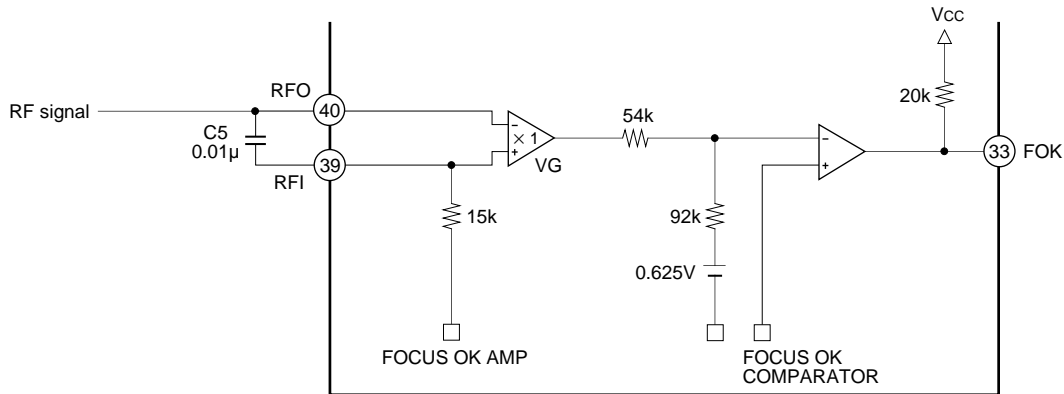 VCC
20k
RFO
RF signal
40
54k
C5
0.01µ
× 1
−
+
VG
−
+
33
FOK
RFI
39
15k
92k
0.625V
FOCUS OK AMP
FOCUS OK
COMPARATOR